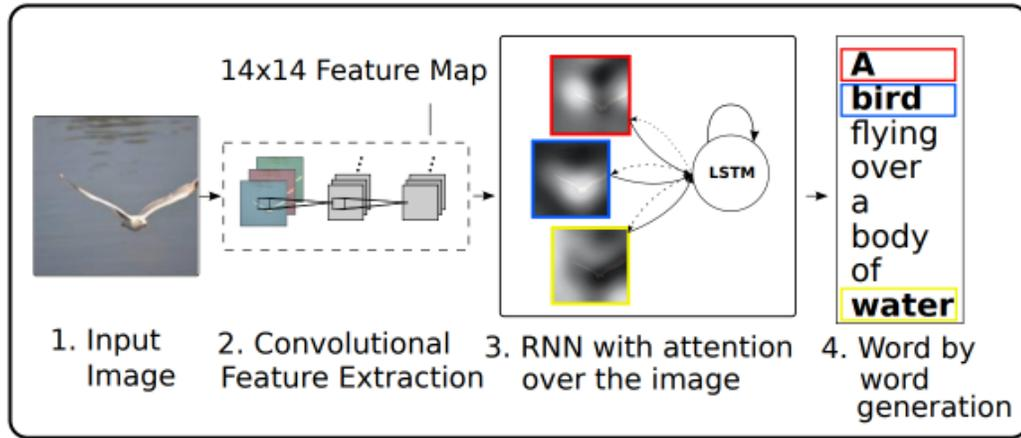 14x14 Feature Map
LSTM
A
bird
flying
over
a
body
of
water
1. Input
Image
2. Convolutional
Feature Extraction
3. RNN with attention
over the image
4. Word by
word
generation